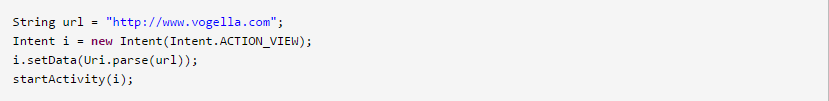 String url = "http://www.vogella.com";
Intent i = new Intent(Intent.ACTION_VIEW);
i.setData(Uri.parse(url));
startActivity(i);